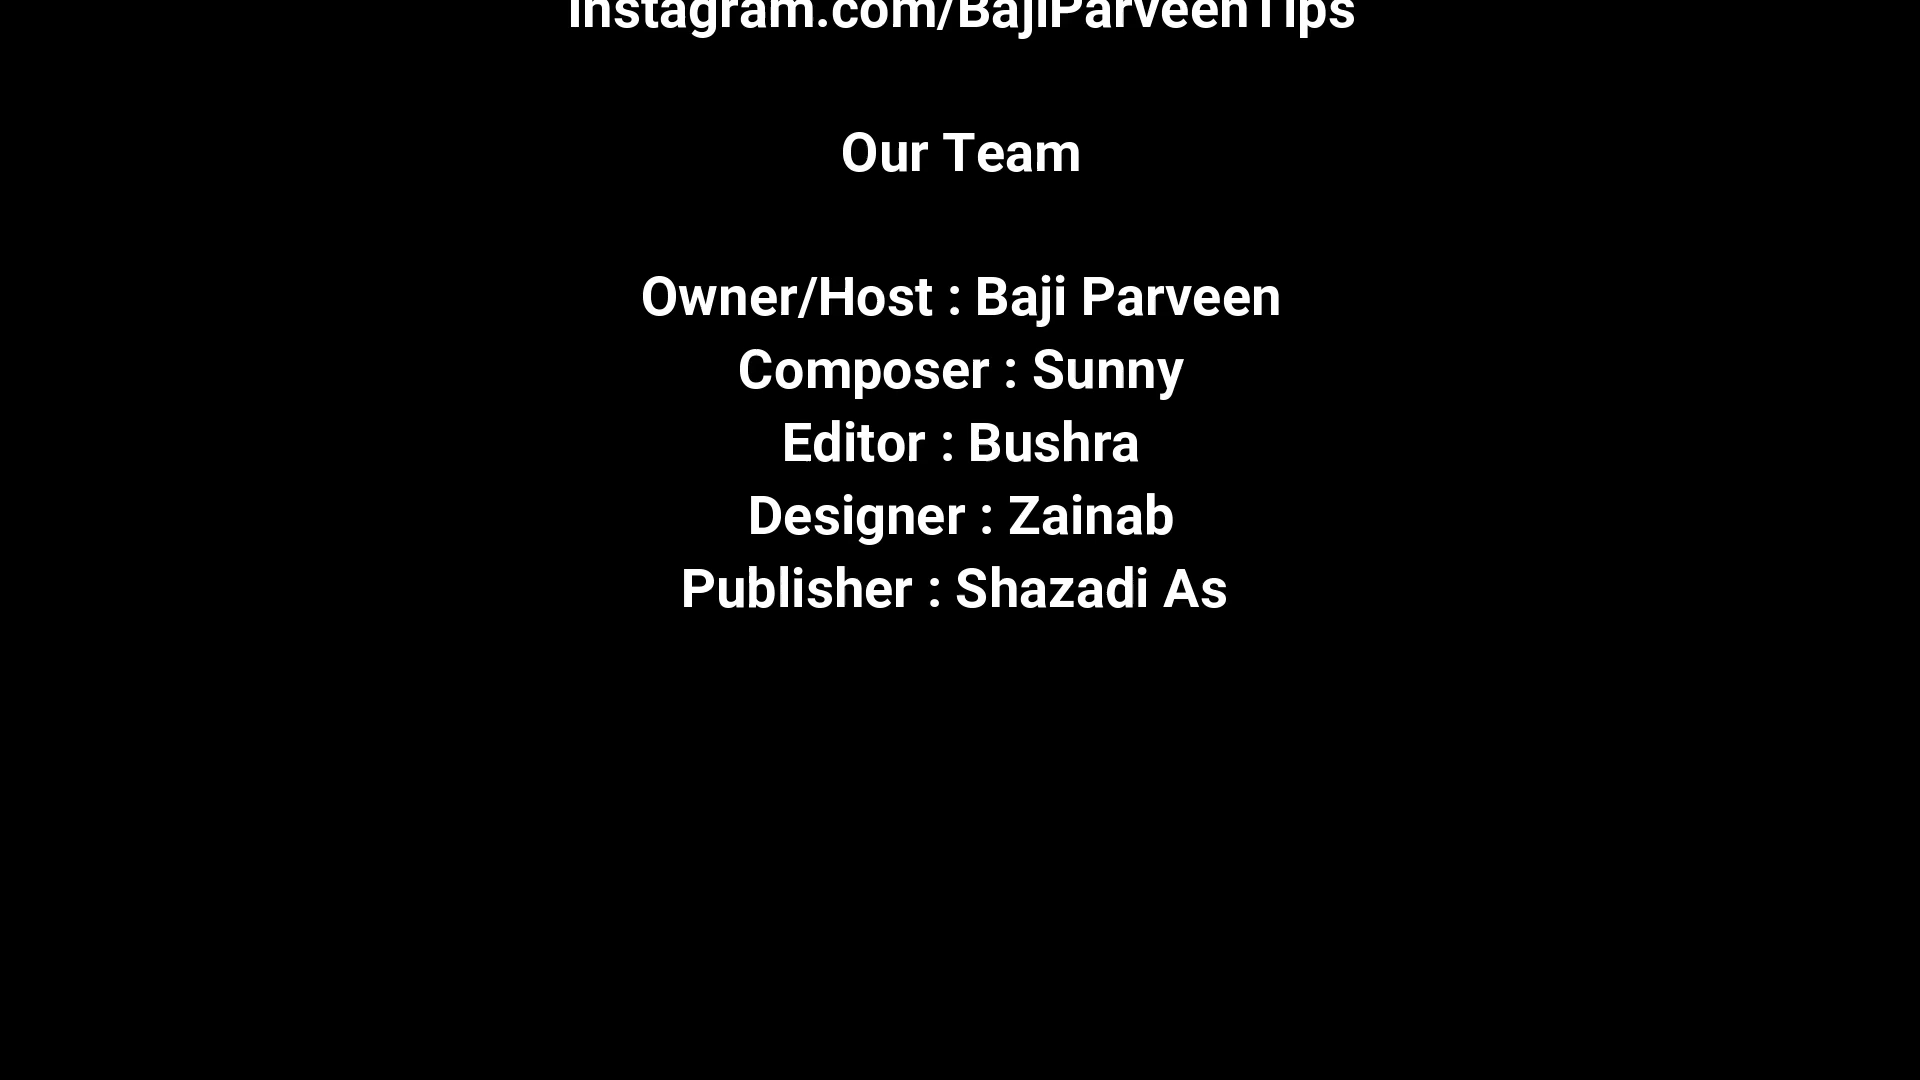 Instagram.com/BajiParveenTips
Our Team
Owner/Host : Baji Parveen
Composer : Sunny
Editor : Bushra
Designer : Zainab
Publisher : Shazadi As